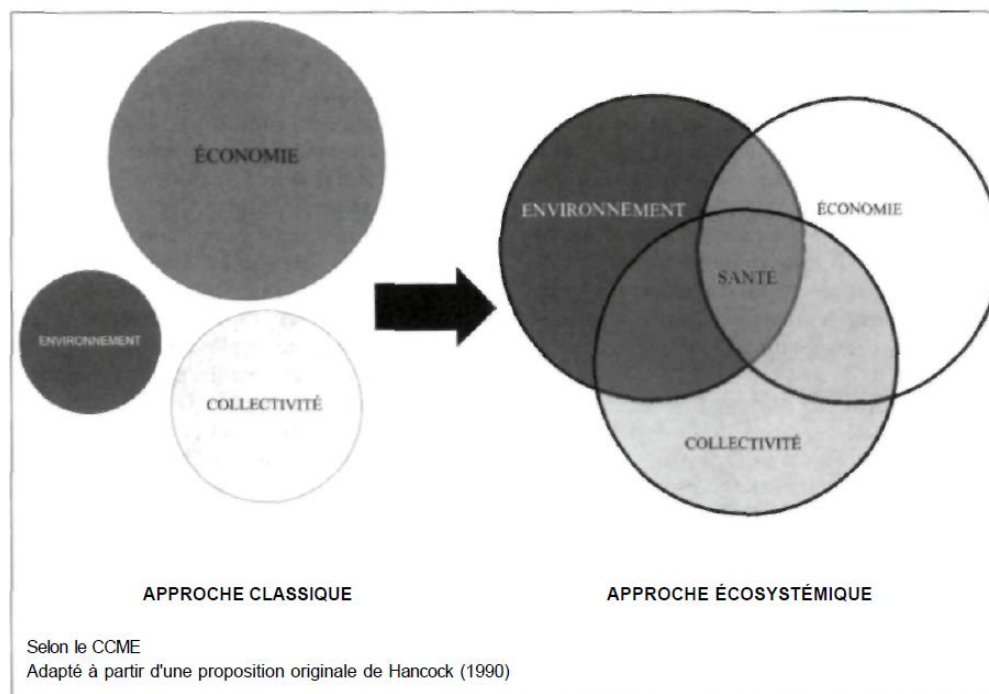 ÉCONOMIE
ENVIRONNEMENT
COLLECTIVITÉ
ENVIRONNEMENT
ÉCONOMIE
SANTÉ
COLLECTIVITÉ
APPROCHE CLASSIQUE
APPROCHE ÉCOSYSTÉMIQUE
Selon le CCME
Adapté à partir d'une proposition originale de Hancock (1990)